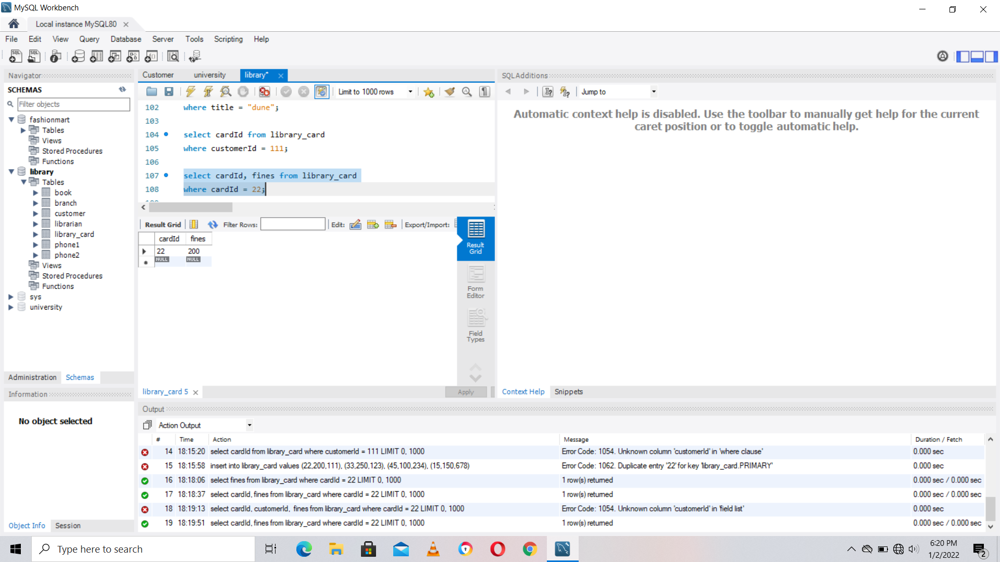 MySQL Workbench
Local instance MySQL80
File Edit View Query Database Server Tools Scripting Help
Navigator
SCHEMAS
Filter objects
fashionmart
Tables
Views
Stored Procedures
Functions
library
Tables
book
branch
customer
librarian
library_card
phone1
phone2
Views
Stored Procedures
Functions
sys
university
Administration Schemas
Information
No object selected
Object Info Session
Customer university library*
Limit to 1000 rows
102 where title = "dune";
103
104 select cardId from library_card
105 where customerId = 111;
106
107 select cardId, fines from library_card
108 where cardId = 22;
Result Grid Filter Rows: Edit: Export/Import:
cardId fines
22 200
NULL NULL
Result Grid
Form Editor
Field Types
library_card 5
Apply
SQLAdditions
Jump to
Automatic context help is disabled. Use the toolbar to manually get help for the current
caret position or to toggle automatic help.
Context Help Snippets
Output
Action Output
# Time Action Message Duration / Fetch
14 18:15:20 select cardId from library_card where customerId = 111 LIMIT 0, 1000 Error Code: 1054. Unknown column 'customerId' in 'where clause' 0.000 sec
15 18:15:58 insert into library_card values (22,200,111), (33,250,123), (45,100,234), (15,150,678) Error Code: 1062. Duplicate entry '22' for key 'library_card.PRIMARY' 0.000 sec
16 18:18:06 select fines from library_card where cardId = 22 LIMIT 0, 1000 1 row(s) returned 0.000 sec / 0.000 sec
17 18:18:37 select cardId, fines from library_card where cardId = 22 LIMIT 0, 1000 1 row(s) returned 0.000 sec / 0.000 sec
18 18:19:13 select cardId, customerId, fines from library_card where cardId = 22 LIMIT 0, 1000 Error Code: 1054. Unknown column 'customerId' in 'field list' 0.000 sec
19 18:19:51 select cardId, fines from library_card where cardId = 22 LIMIT 0, 1000 1 row(s) returned 0.000 sec / 0.000 sec
Type here to search
6:20 PM
1/2/2022
2